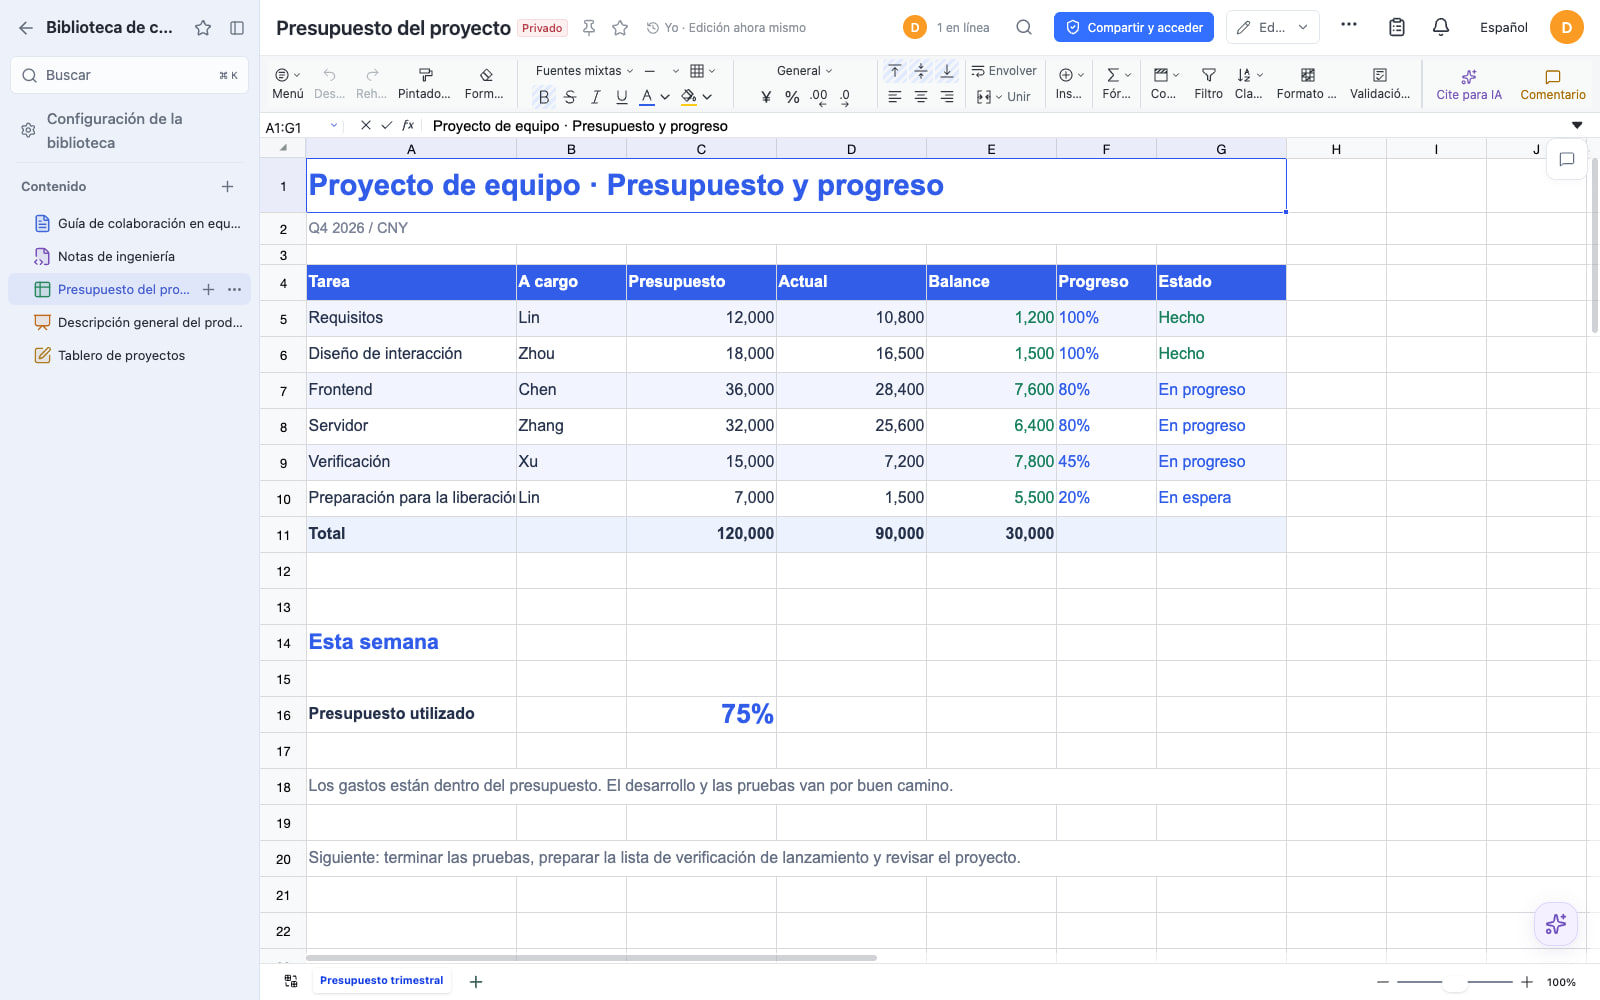 Biblioteca de c...
Buscar
⌘ K
Configuración de la
biblioteca
Contenido
Guía de colaboración en equ...
Notas de ingeniería
Presupuesto del pro...
Descripción general del prod...
Tablero de proyectos
Presupuesto del proyecto
Privado
Yo · Edición ahora mismo
D
1 en línea
Compartir y acceder
Ed...
Español
D
Menú
Des...
Reh...
Pintado...
Form...
Fuentes mixtas
B S I U A
General
¥ % .00 .0
Envolver
Unir
Ins...
Fór...
Co...
Filtro
Cla...
Formato ...
Validació...
Cite para IA
Comentario
A1:G1
fx
Proyecto de equipo · Presupuesto y progreso
A B C D E F G H I J
1 Proyecto de equipo · Presupuesto y progreso
2 Q4 2026 / CNY
3
4 Tarea A cargo Presupuesto Actual Balance Progreso Estado
5 Requisitos Lin 12,000 10,800 1,200 100% Hecho
6 Diseño de interacción Zhou 18,000 16,500 1,500 100% Hecho
7 Frontend Chen 36,000 28,400 7,600 80% En progreso
8 Servidor Zhang 32,000 25,600 6,400 80% En progreso
9 Verificación Xu 15,000 7,200 7,800 45% En progreso
10 Preparación para la liberación Lin 7,000 1,500 5,500 20% En espera
11 Total 120,000 90,000 30,000
12
13
14 Esta semana
15
16 Presupuesto utilizado 75%
17
18 Los gastos están dentro del presupuesto. El desarrollo y las pruebas van por buen camino.
19
20 Siguiente: terminar las pruebas, preparar la lista de verificación de lanzamiento y revisar el proyecto.
21
22
Presupuesto trimestral
100%